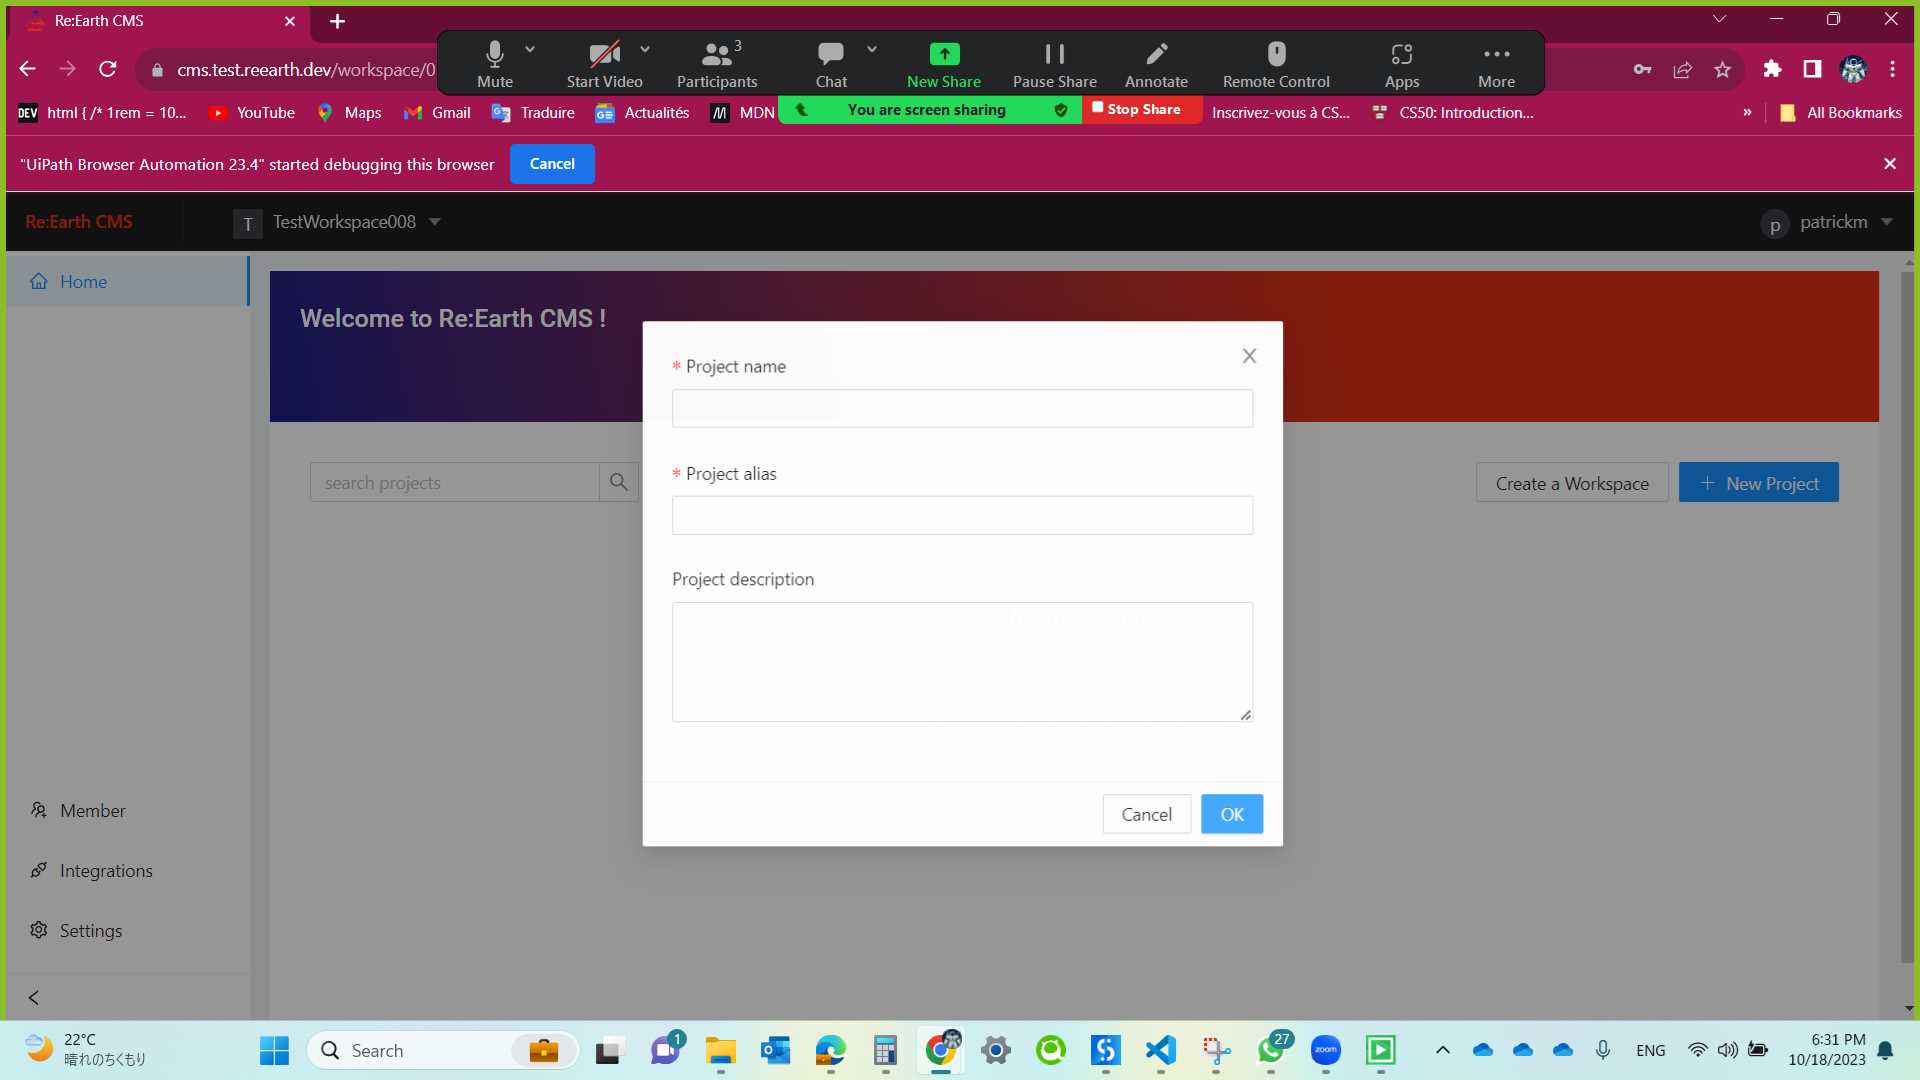 Re:Earth CMS
cms.test.reearth.dev/workspace/0
Mute
Start Video
3
Participants
Chat
New Share
Pause Share
Annotate
Remote Control
Apps
More
You are screen sharing
Stop Share
DEV html { /* 1rem = 10...
YouTube
Maps
Gmail
Traduire
Actualités
MDN
Inscrivez-vous à CS...
CS50: Introduction...
»
All Bookmarks
"UiPath Browser Automation 23.4" started debugging this browser
Cancel
Re:Earth CMS
T TestWorkspace008
p patrickm
Home
Welcome to Re:Earth CMS !
* Project name
search projects
* Project alias
Create a Workspace
+ New Project
Project description
Cancel
OK
Member
Integrations
Settings
22°C
晴れのちくもり
Search
1
27
zoom
ENG
6:31 PM
10/18/2023